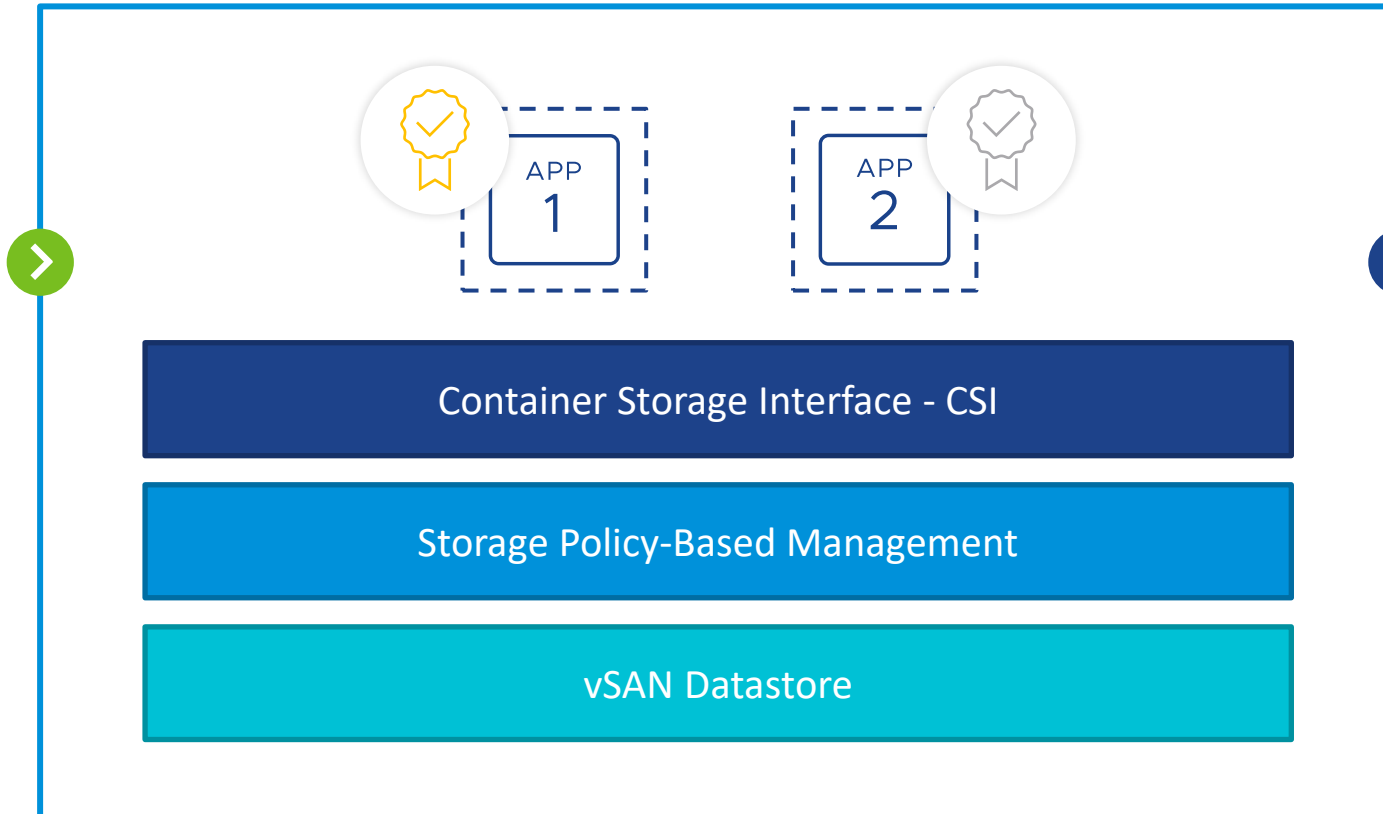 APP
1
APP
2
Container Storage Interface - CSI
Storage Policy-Based Management
vSAN Datastore